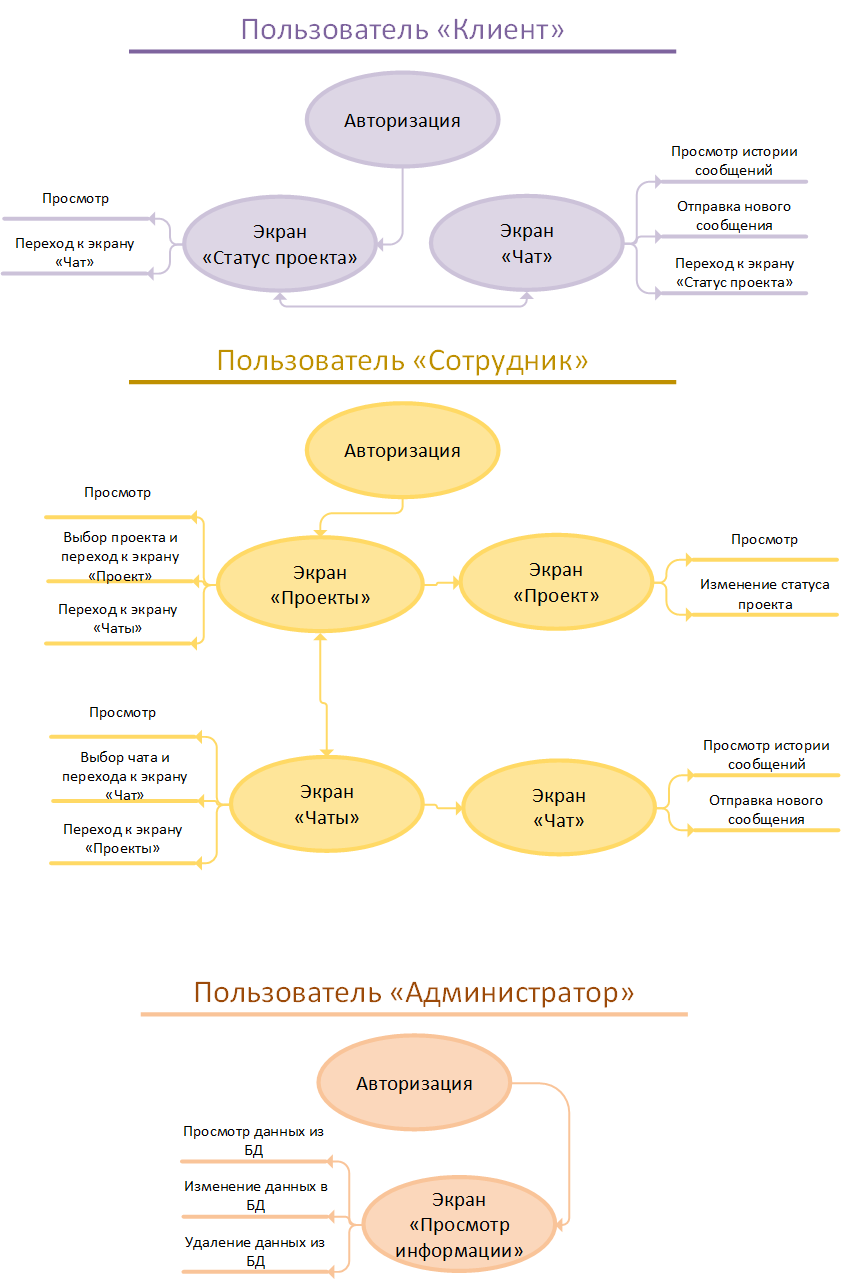 Пользователь «Клиент»
Авторизация
Просмотр
Переход к экрану
«Чат»
Экран
«Статус проекта»
Экран
«Чат»
Просмотр истории
сообщений
Отправка нового
сообщения
Переход к экрану
«Статус проекта»
Пользователь «Сотрудник»
Авторизация
Просмотр
Выбор проекта и
переход к экрану
«Проект»
Переход к экрану
«Чаты»
Экран
«Проекты»
Экран
«Проект»
Просмотр
Изменение статуса
проекта
Просмотр
Выбор чата и
перехода к экрану
«Чат»
Переход к экрану
«Проекты»
Экран
«Чаты»
Экран
«Чат»
Просмотр истории
сообщений
Отправка нового
сообщения
Пользователь «Администратор»
Авторизация
Просмотр данных из
БД
Изменение данных в
БД
Удаление данных из
БД
Экран
«Просмотр
информации»